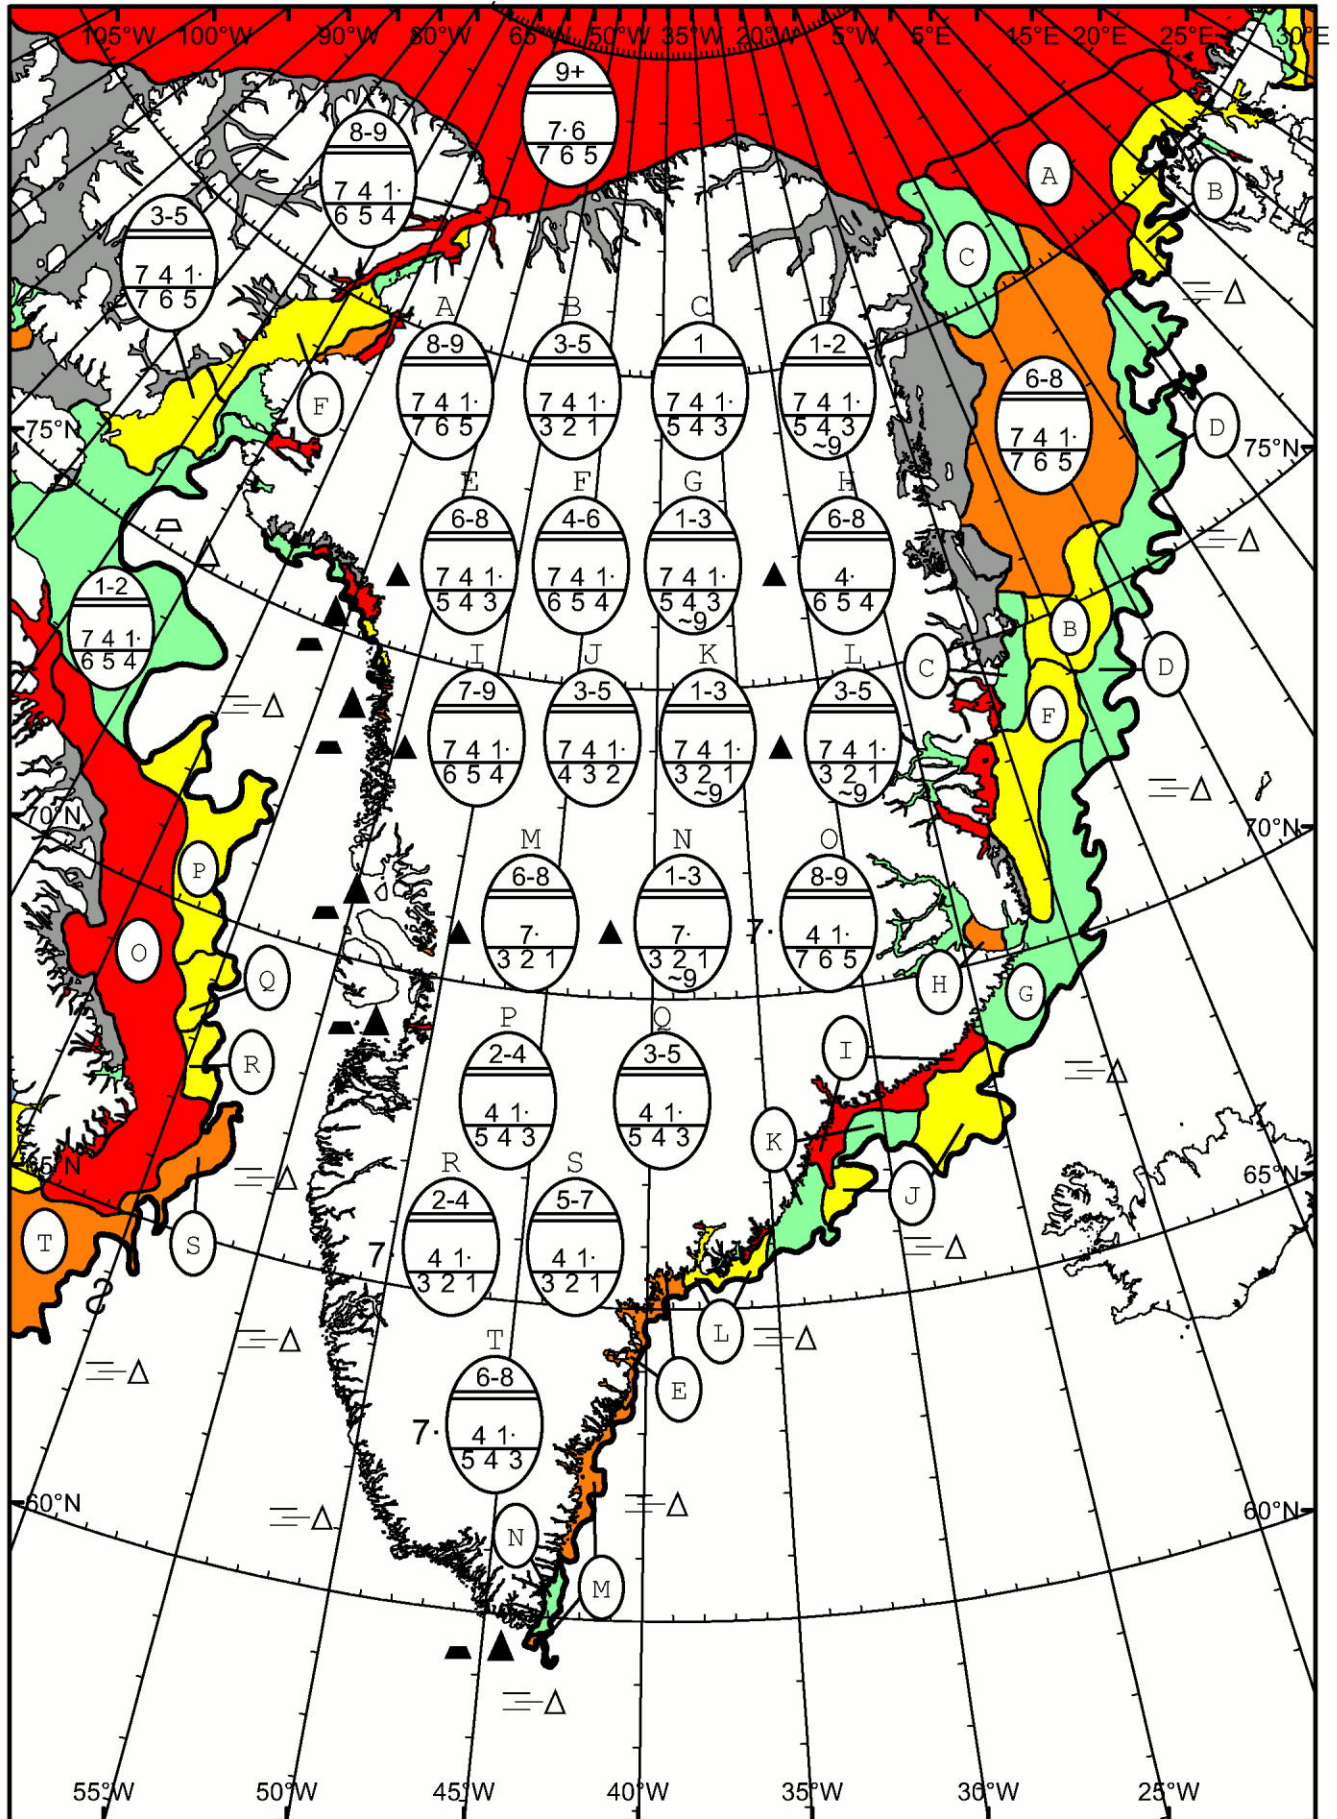 105°W 100°W 90°W 80°W 65°W 50°W 35°W 20°W 5°W 5°E 15°E 20°E 25°E 30°E
9+
7·6
7 6 5
8-9
7 4 1·
6 5 4
3-5
7 4 1·
7 6 5
A
B
C
A B C D
8-9 3-5 1 1-2
7 4 1· 7 4 1· 7 4 1· 7 4 1·
7 6 5 3 2 1 5 4 3 5 4 3
~9
F
6-8
7 4 1·
7 6 5
D
75°N 75°N
E F G H
6-8 4-6 1-3 6-8
7 4 1· 7 4 1· 7 4 1· 4·
5 4 3 6 5 4 5 4 3 6 5 4
~9
1-2
7 4 1·
6 5 4
B
C
D
F
I J K L
7-9 3-5 1-3 3-5
7 4 1· 7 4 1· 7 4 1· 7 4 1·
6 5 4 4 3 2 3 2 1 3 2 1
~9 ~9
70°N 70°N
P
M N O
6-8 1-3 8-9
7· 7· 7· 4 1·
3 2 1 3 2 1 7 6 5
~9
O
Q
H
G
P Q
2-4 3-5
4 1· 4 1·
5 4 3 5 4 3
I
R
K
65°N 65°N
J
R S
2-4 5-7
7 4 1· 4 1·
3 2 1 3 2 1
T
S
L
E
T
6-8
7· 4 1·
5 4 3
60°N 60°N
N
M
55°W 50°W 45°W 40°W 35°W 30°W 25°W